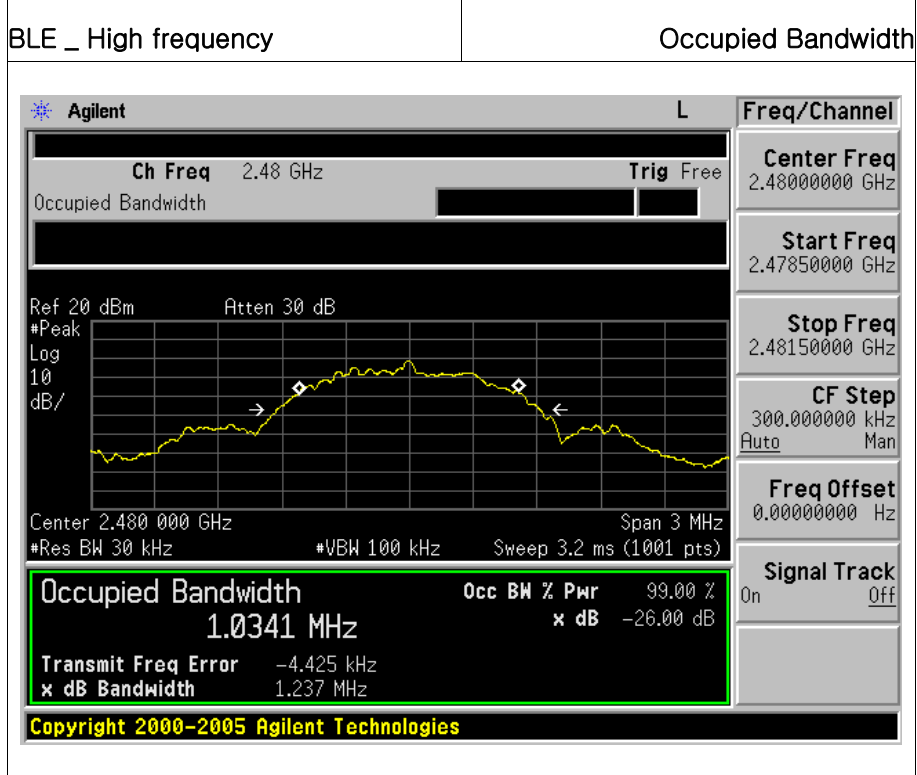 BLE _ High frequency Occupied Bandwidth
Agilent L Freq/Channel
Ch Freq 2.48 GHz Trig Free
Occupied Bandwidth
Center Freq
2.48000000 GHz
Start Freq
2.47850000 GHz
Stop Freq
2.48150000 GHz
CF Step
300.000000 kHz
Auto Man
Freq Offset
0.00000000 Hz
Signal Track
On Off
Ref 20 dBm Atten 30 dB
#Peak
Log
10
dB/
Center 2.480 000 GHz Span 3 MHz
#Res BW 30 kHz #VBW 100 kHz Sweep 3.2 ms (1001 pts)
Occupied Bandwidth Occ BW % Pwr 99.00 %
1.0341 MHz x dB -26.00 dB
Transmit Freq Error -4.425 kHz
x dB Bandwidth 1.237 MHz
Copyright 2000-2005 Agilent Technologies